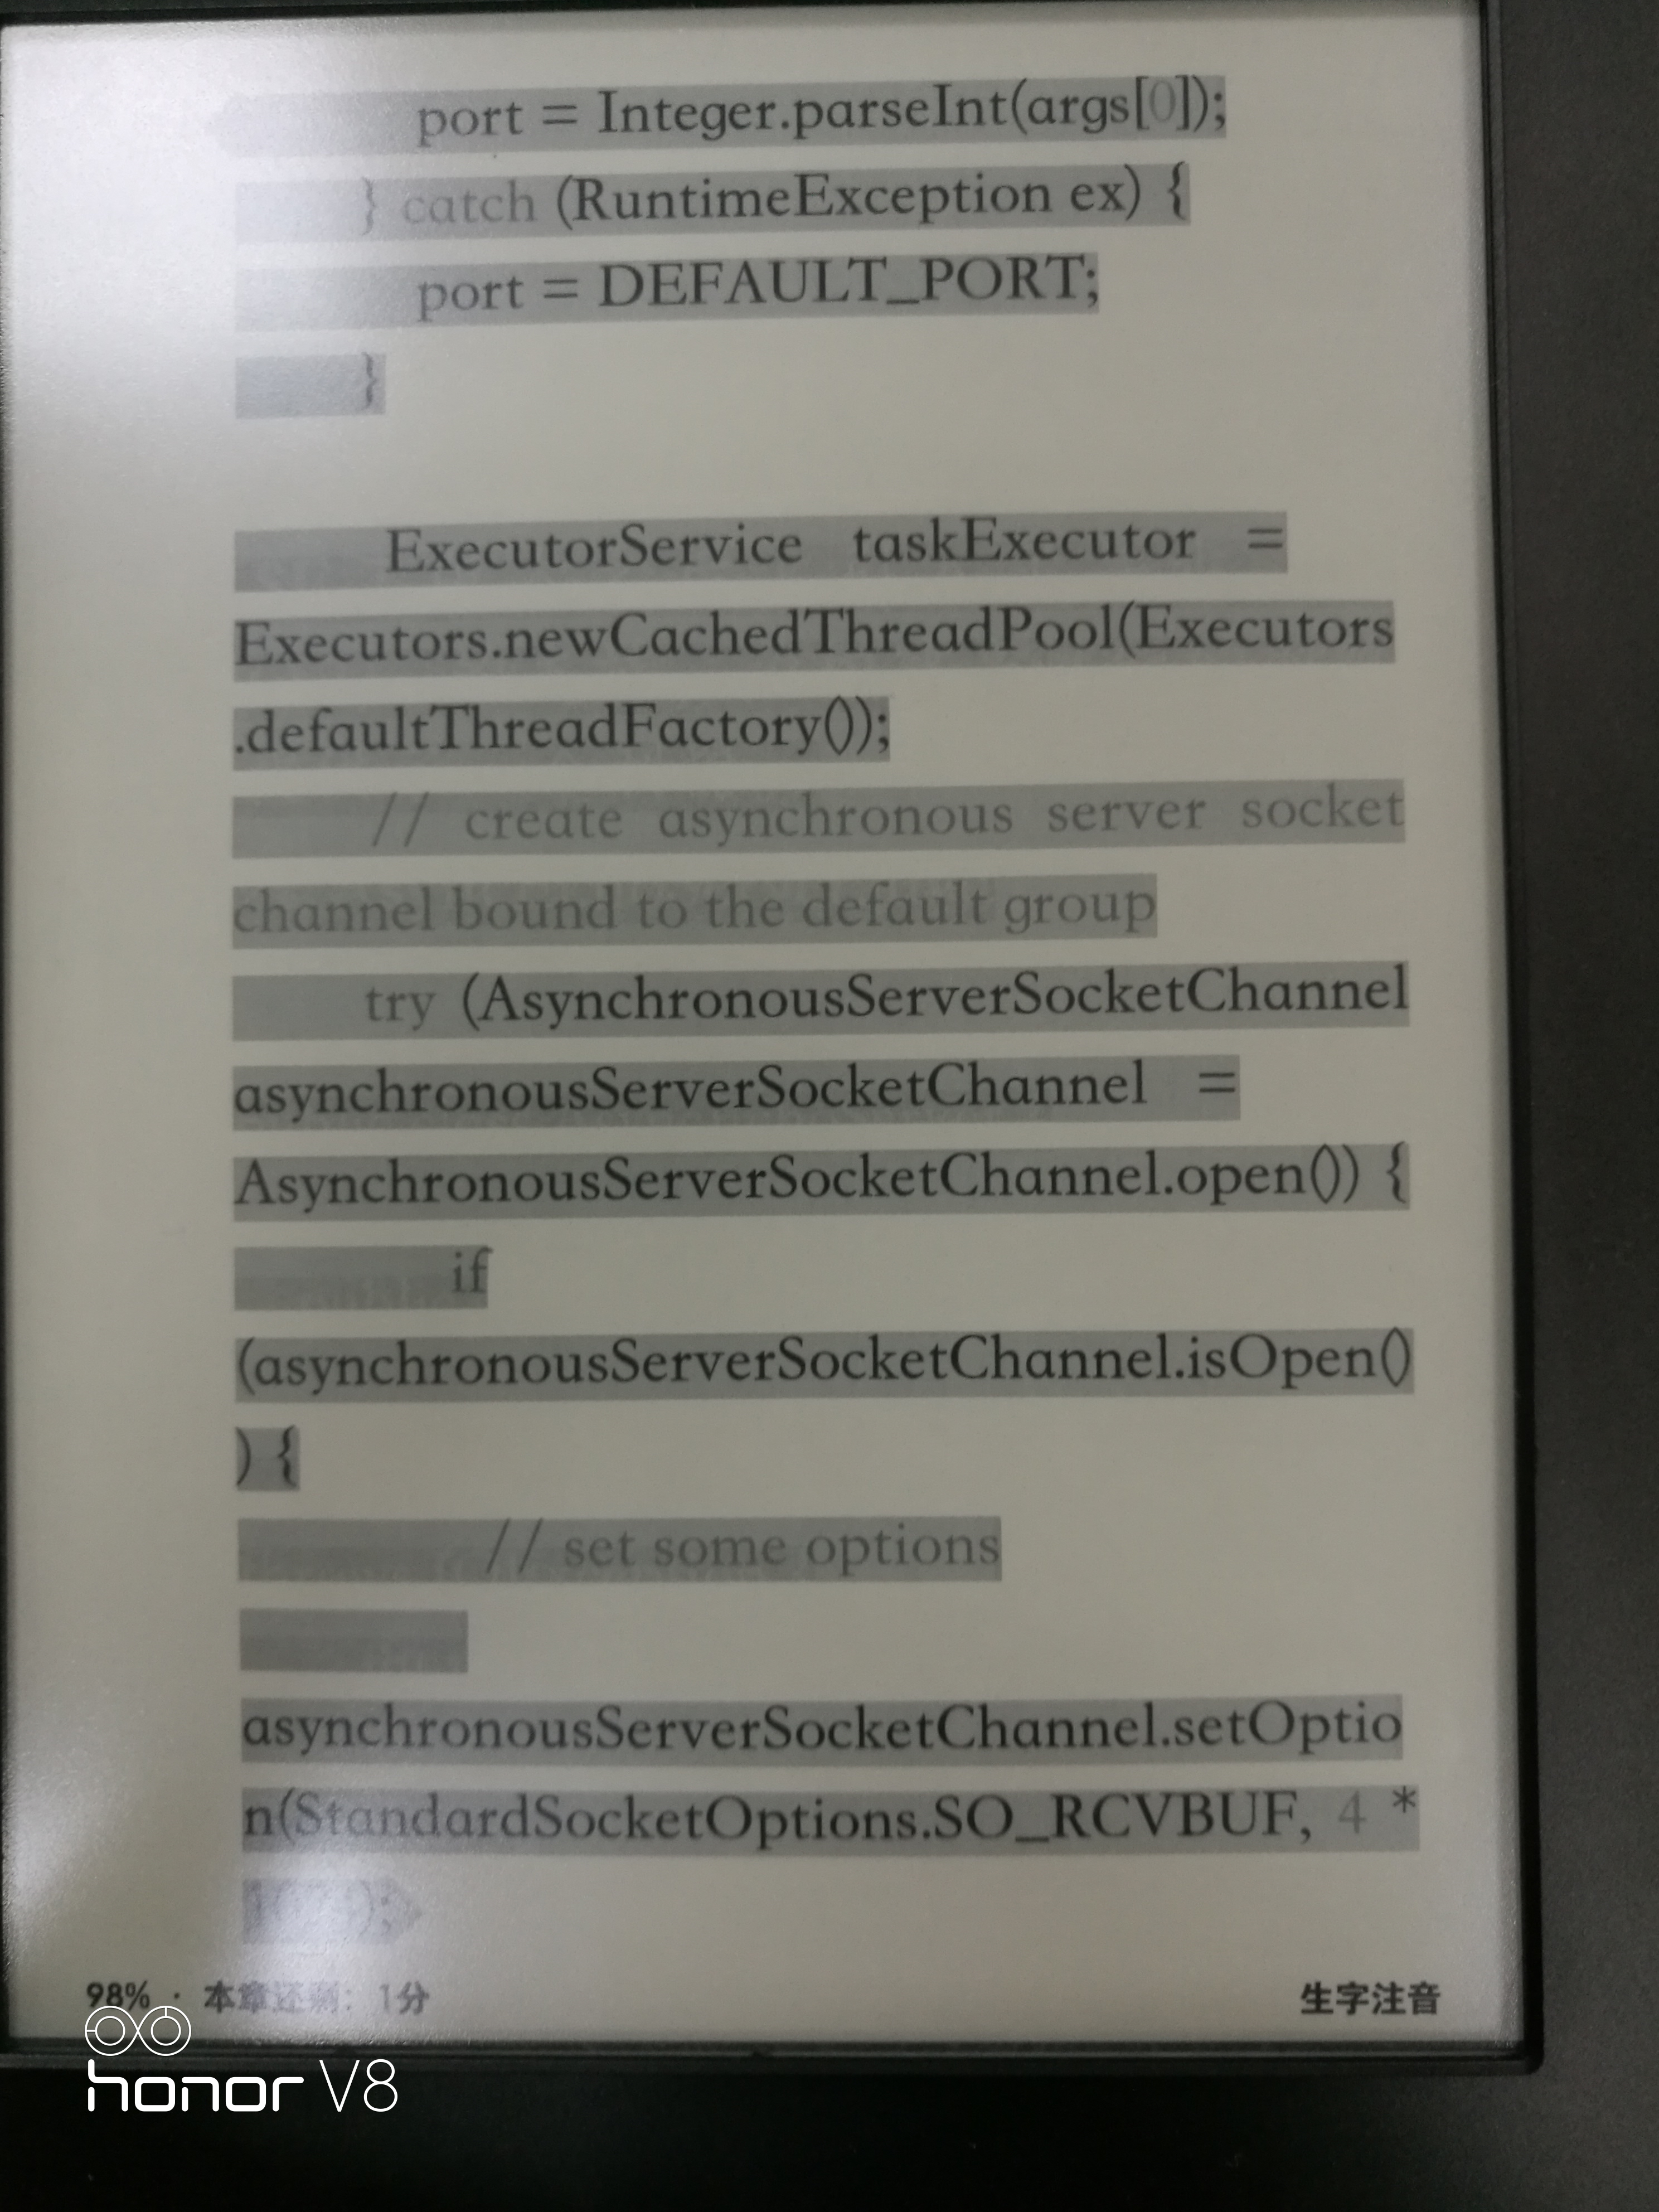 port = Integer.parseInt(args[0]);
} catch (RuntimeException ex) {
port = DEFAULT_PORT;
}
ExecutorService taskExecutor =
Executors.newCachedThreadPool(Executors
.defaultThreadFactory());
// create asynchronous server socket
channel bound to the default group
try (AsynchronousServerSocketChannel
asynchronousServerSocketChannel =
AsynchronousServerSocketChannel.open()) {
if
(asynchronousServerSocketChannel.isOpen()
) {
// set some options
asynchronousServerSocketChannel.setOptio
n(StandardSocketOptions.SO_RCVBUF, 4 *
1024);
98% · 本章还剩：1分
生字注音
honor V8